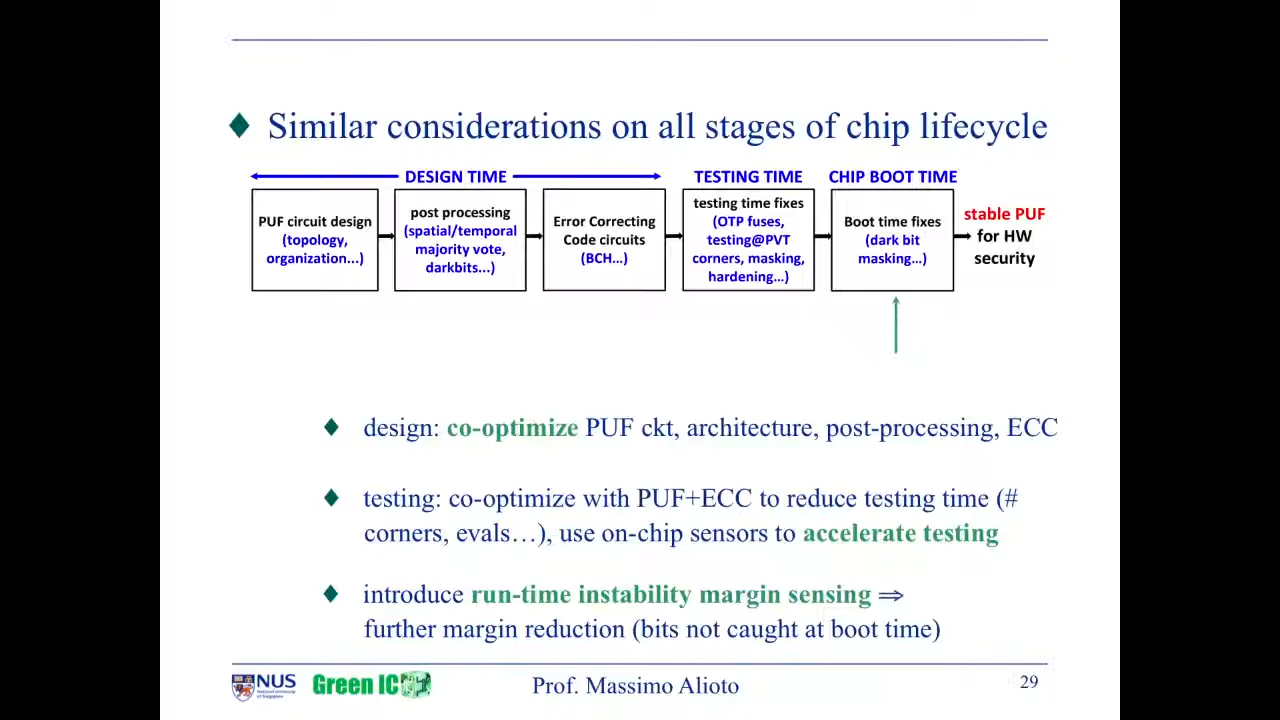 Similar considerations on all stages of chip lifecycle
DESIGN TIME
TESTING TIME
CHIP BOOT TIME
PUF circuit design
(topology,
organization...)
post processing
(spatial/temporal
majority vote,
darkbits...)
Error Correcting
Code circuits
(BCH…)
testing time fixes
(OTP fuses,
testing@PVT
corners, masking,
hardening…)
Boot time fixes
(dark bit
masking…)
stable PUF
for HW
security
design: co-optimize PUF ckt, architecture, post-processing, ECC
testing: co-optimize with PUF+ECC to reduce testing time (#
corners, evals…), use on-chip sensors to accelerate testing
introduce run-time instability margin sensing ⇒
further margin reduction (bits not caught at boot time)
NUS
National University
of Singapore
Green IC
Prof. Massimo Alioto
29